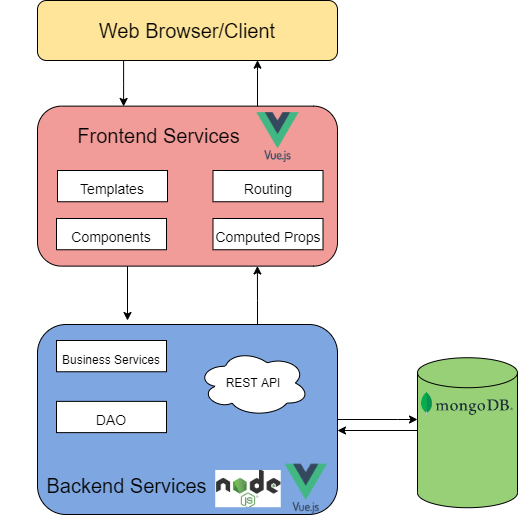 Web Browser/Client
Frontend Services
Vue.js
Templates
Routing
Components
Computed Props
Business Services
REST API
DAO
mongoDB.
Backend Services
node
JS
Vue.js